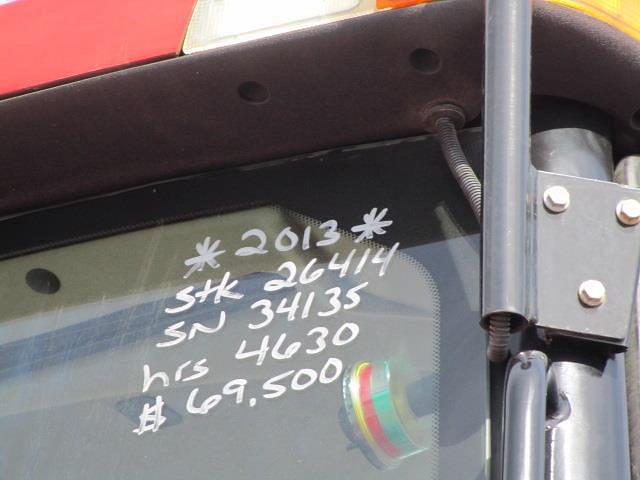 * 2013 *
Stk 26414
SN 34135
hrs 4630
$ 69.500